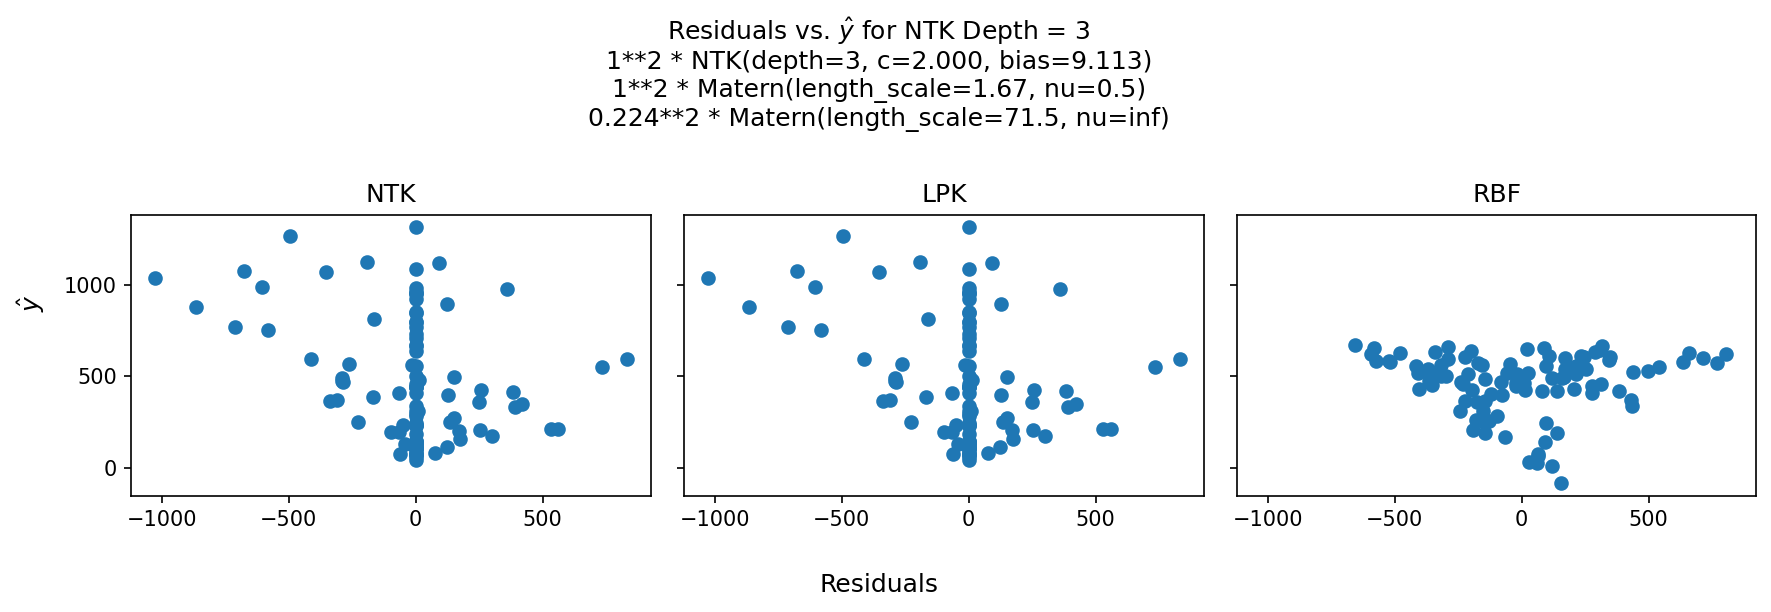 Residuals vs. ŷ for NTK Depth = 3
1**2 * NTK(depth=3, c=2.000, bias=9.113)
1**2 * Matern(length_scale=1.67, nu=0.5)
0.224**2 * Matern(length_scale=71.5, nu=inf)
NTK LPK RBF
ŷ
1000
500
0
−1000 −500 0 500 −1000 −500 0 500 −1000 −500 0 500
Residuals